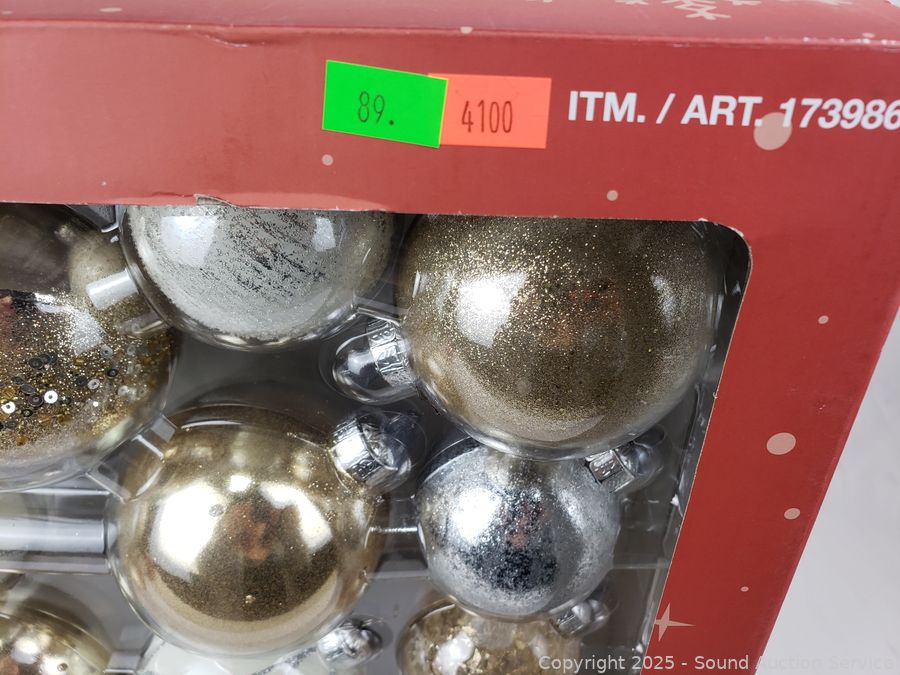 89.
4100
ITM. / ART. 173986
Copyright 2025 - Sound Auction Service